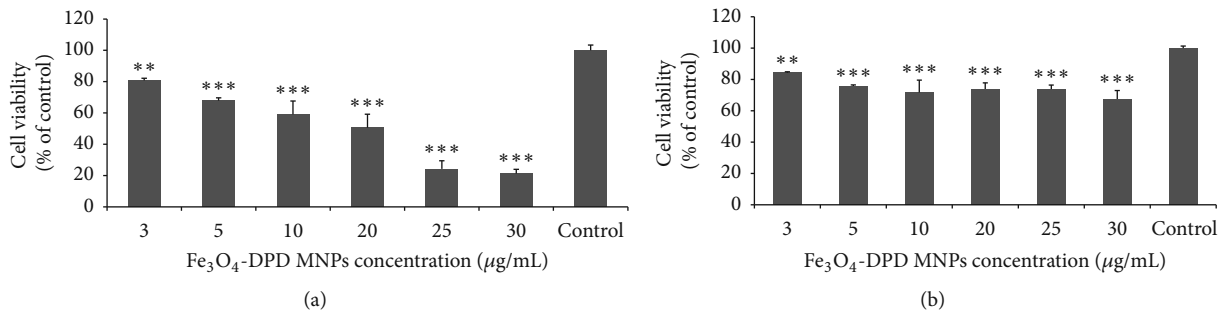 120
100
80
60
40
20
0
Cell viability
(% of control)
**
***
***
***
***
***
3 5 10 20 25 30 Control
Fe₃O₄-DPD MNPs concentration (μg/mL)
(a)
120
100
80
60
40
20
0
Cell viability
(% of control)
**
***
***
***
***
***
3 5 10 20 25 30 Control
Fe₃O₄-DPD MNPs concentration (μg/mL)
(b)